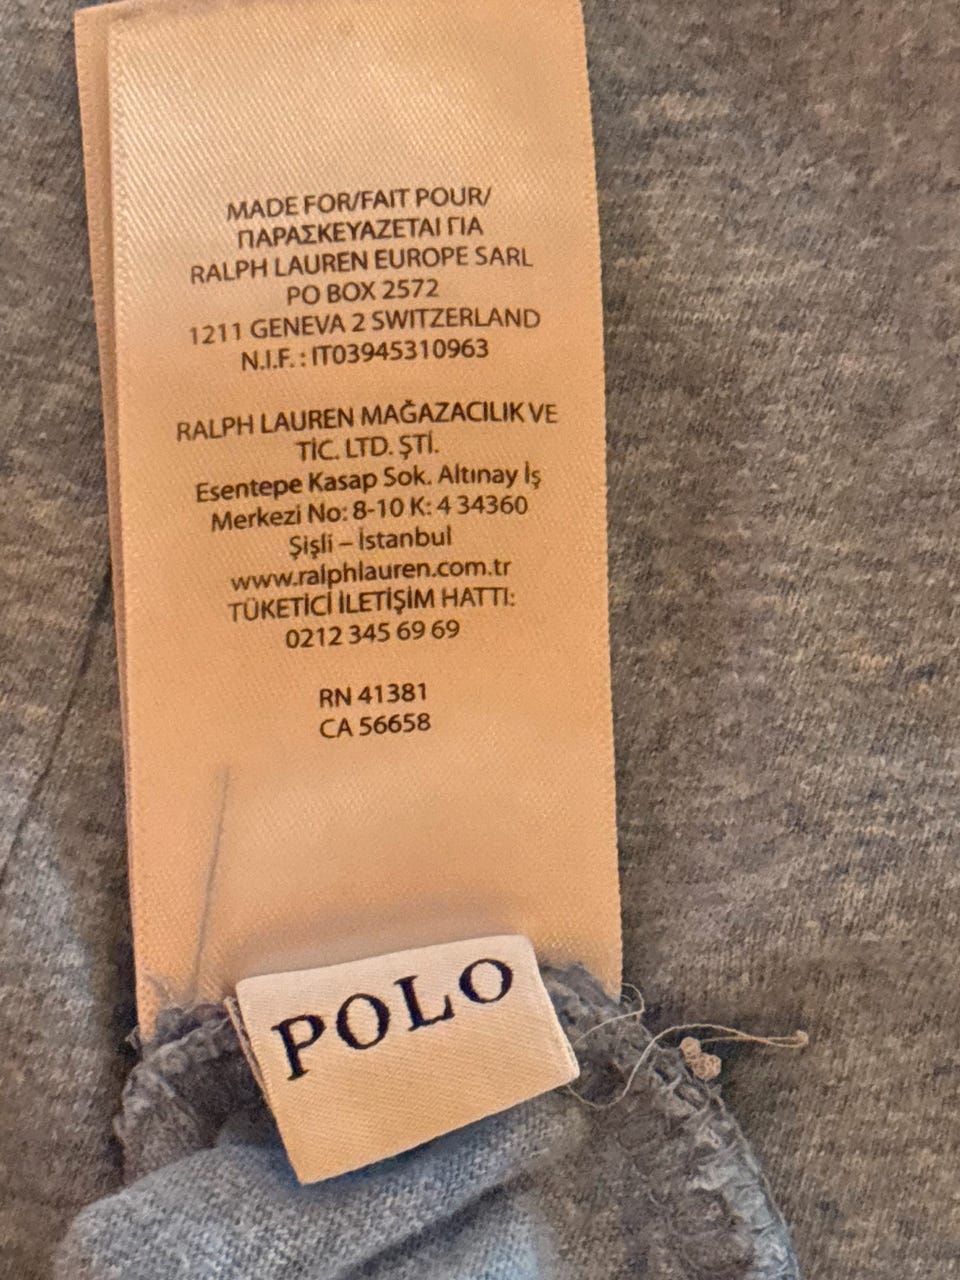 MADE FOR/FAIT POUR/
ΠΑΡΑΣΚΕΥΑΖΕΤΑΙ ΓΙΑ
RALPH LAUREN EUROPE SARL
PO BOX 2572
1211 GENEVA 2 SWITZERLAND
N.I.F. : IT03945310963
RALPH LAUREN MAĞAZACILIK VE
TİC. LTD. ŞTİ.
Esentepe Kasap Sok. Altınay İş
Merkezi No: 8-10 K: 4 34360
Şişli – İstanbul
www.ralphlauren.com.tr
TÜKETİCİ İLETİŞİM HATTI:
0212 345 69 69
RN 41381
CA 56658
POLO